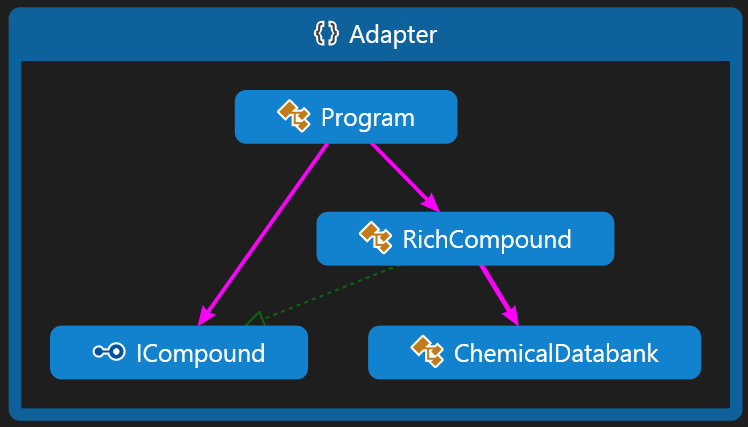 Adapter
Program
RichCompound
ICompound
ChemicalDatabank